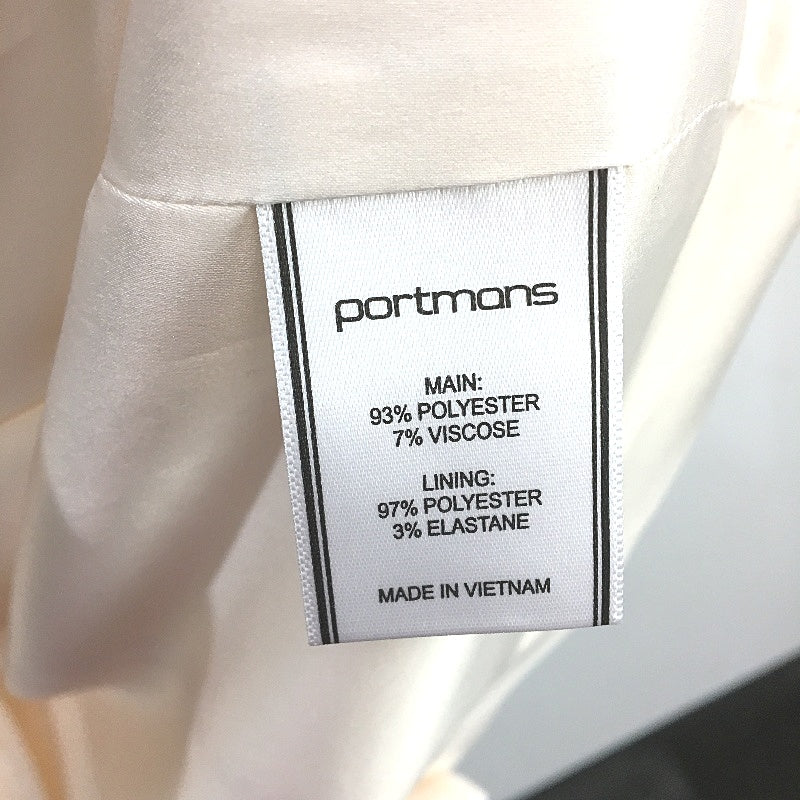 portmans
MAIN:
93% POLYESTER
7% VISCOSE
LINING:
97% POLYESTER
3% ELASTANE
MADE IN VIETNAM